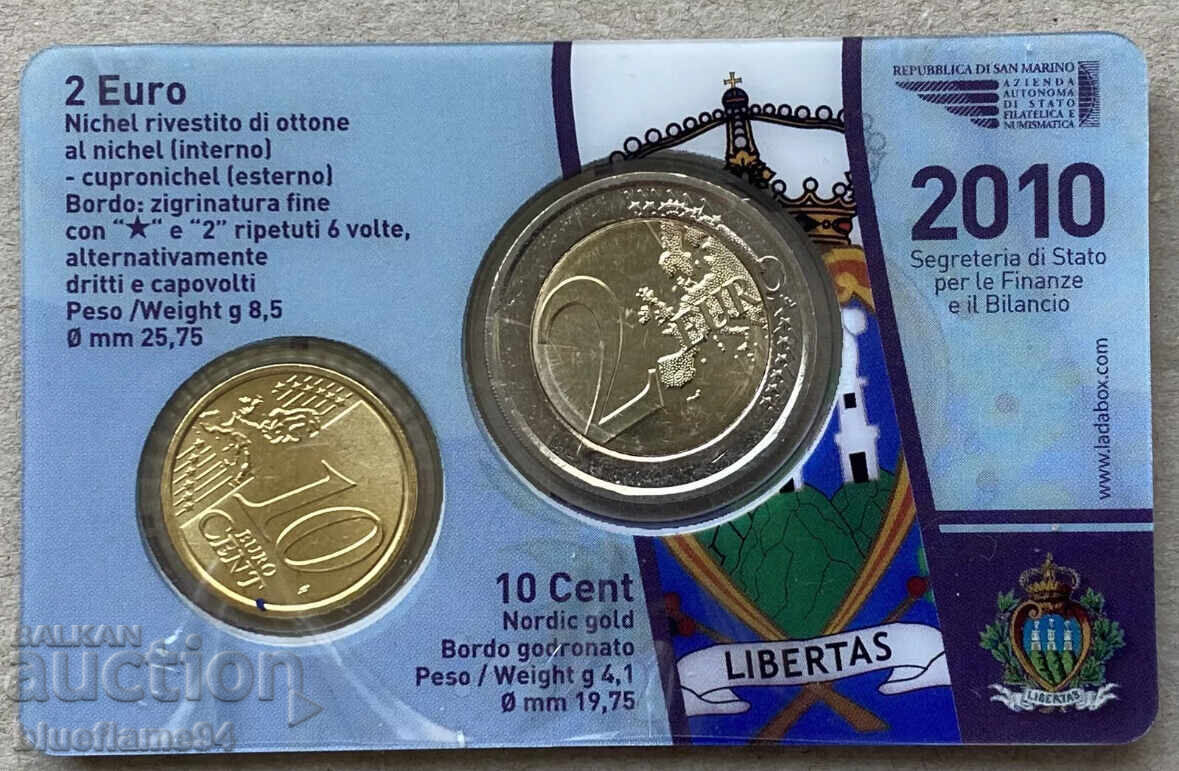 2 Euro
Nichel rivestito di ottone
al nichel (interno)
- cupronichel (esterno)
Bordo: zigrinatura fine
con “★“ e “2” ripetuti 6 volte,
alternativamente
dritti e capovolti
Peso /Weight g 8,5
Ø mm 25,75
REPUBBLICA DI SAN MARINO
AZIENDA
AUTONOMA
DI STATO
FILATELICA E
NUMISMATICA
2010
Segreteria di Stato
per le Finanze
e il Bilancio
www.ladabox.com
2 EURO
10
EURO
CENT
10 Cent
Nordic gold
Bordo godronato
Peso / Weight g 4,1
Ø mm 19,75
LIBERTAS
LIBERTAS
BALKAN
auction
bluoflame94